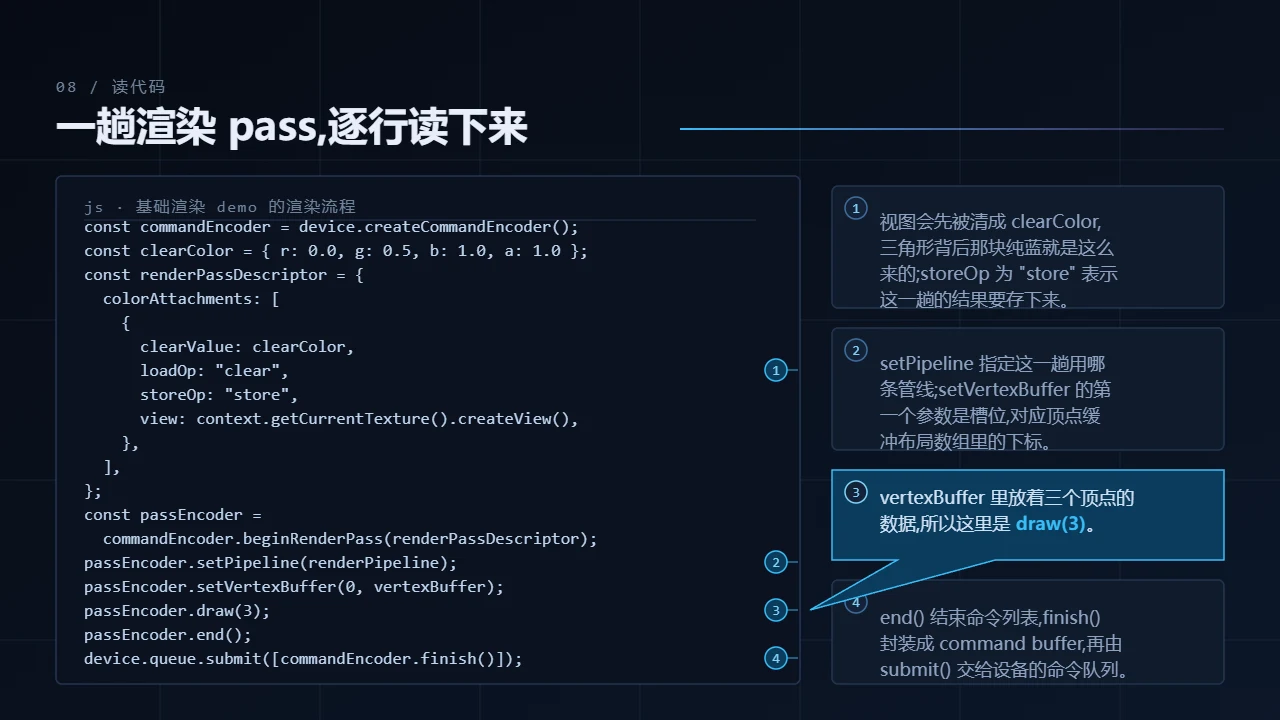 08 / 读代码
一趟渲染 pass,逐行读下来
js · 基础渲染 demo 的渲染流程
const commandEncoder = device.createCommandEncoder();
const clearColor = { r: 0.0, g: 0.5, b: 1.0, a: 1.0 };
const renderPassDescriptor = {
  colorAttachments: [
    {
      clearValue: clearColor,
      loadOp: "clear",
      storeOp: "store",
      view: context.getCurrentTexture().createView(),
    },
  ],
};
const passEncoder =
  commandEncoder.beginRenderPass(renderPassDescriptor);
passEncoder.setPipeline(renderPipeline);
passEncoder.setVertexBuffer(0, vertexBuffer);
passEncoder.draw(3);
passEncoder.end();
device.queue.submit([commandEncoder.finish()]);
1
2
3
4
1
视图会先被清成 clearColor,
三角形背后那块纯蓝就是这么
来的;storeOp 为 "store" 表示
这一趟的结果要存下来。
2
setPipeline 指定这一趟用哪
条管线;setVertexBuffer 的第
一个参数是槽位,对应顶点缓
冲布局数组里的下标。
3
vertexBuffer 里放着三个顶点的
数据,所以这里是 draw(3)。
4
end() 结束命令列表,finish()
封装成 command buffer,再由
submit() 交给设备的命令队列。